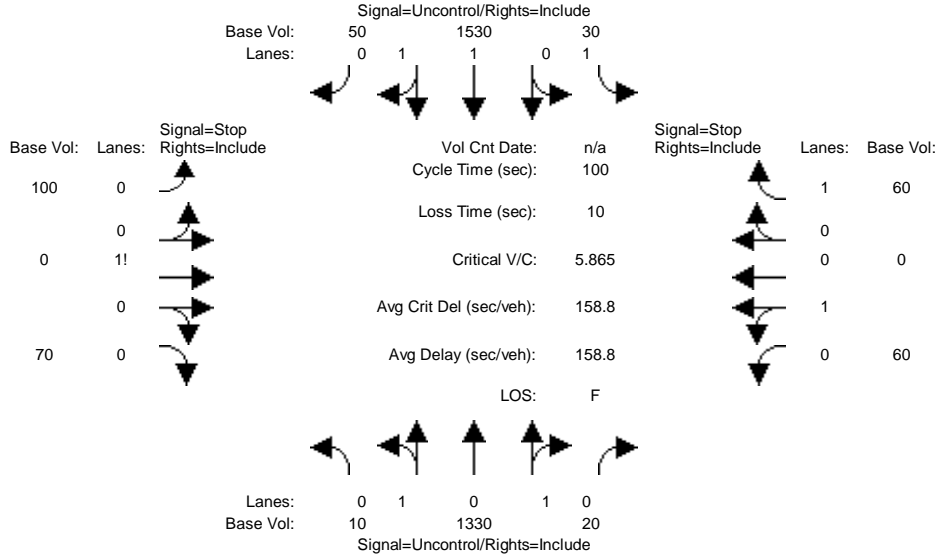 Signal=Uncontrol/Rights=Include
Base Vol: 50 1530 30
Lanes: 0 1 1 0 1
Signal=Stop
Base Vol: Lanes: Rights=Include
Vol Cnt Date: n/a
Signal=Stop
Rights=Include Lanes: Base Vol:
Cycle Time (sec): 100
100 0
1 60
Loss Time (sec): 10
0
0
0 1!
Critical V/C: 5.865
0 0
0
Avg Crit Del (sec/veh): 158.8
1
70 0
Avg Delay (sec/veh): 158.8
0 60
LOS: F
Lanes: 0 1 0 1 0
Base Vol: 10 1330 20
Signal=Uncontrol/Rights=Include